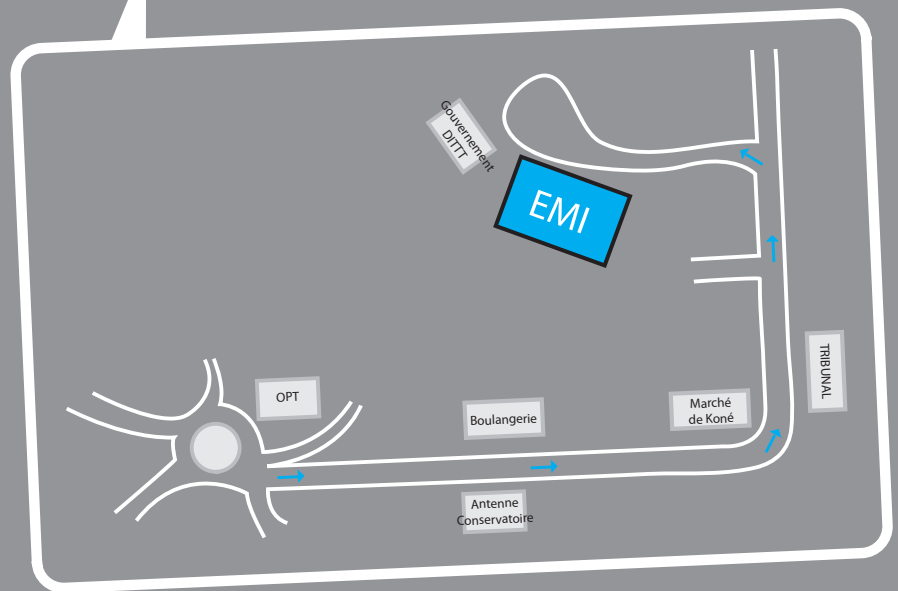 Gouvernement
DITTT
EMI
TRIBUNAL
OPT
Boulangerie
Marché
de Koné
Antenne
Conservatoire